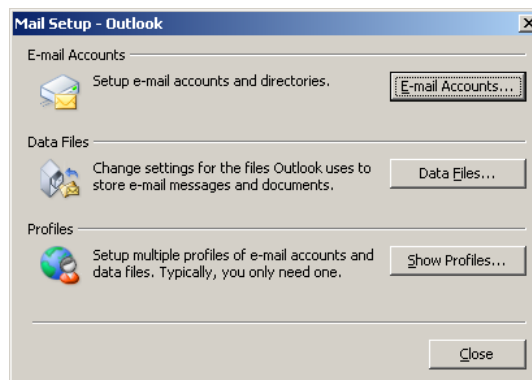 Mail Setup - Outlook
E-mail Accounts
Setup e-mail accounts and directories.
E-mail Accounts...
Data Files
Change settings for the files Outlook uses to
store e-mail messages and documents.
Data Files...
Profiles
Setup multiple profiles of e-mail accounts and
data files. Typically, you only need one.
Show Profiles...
Close